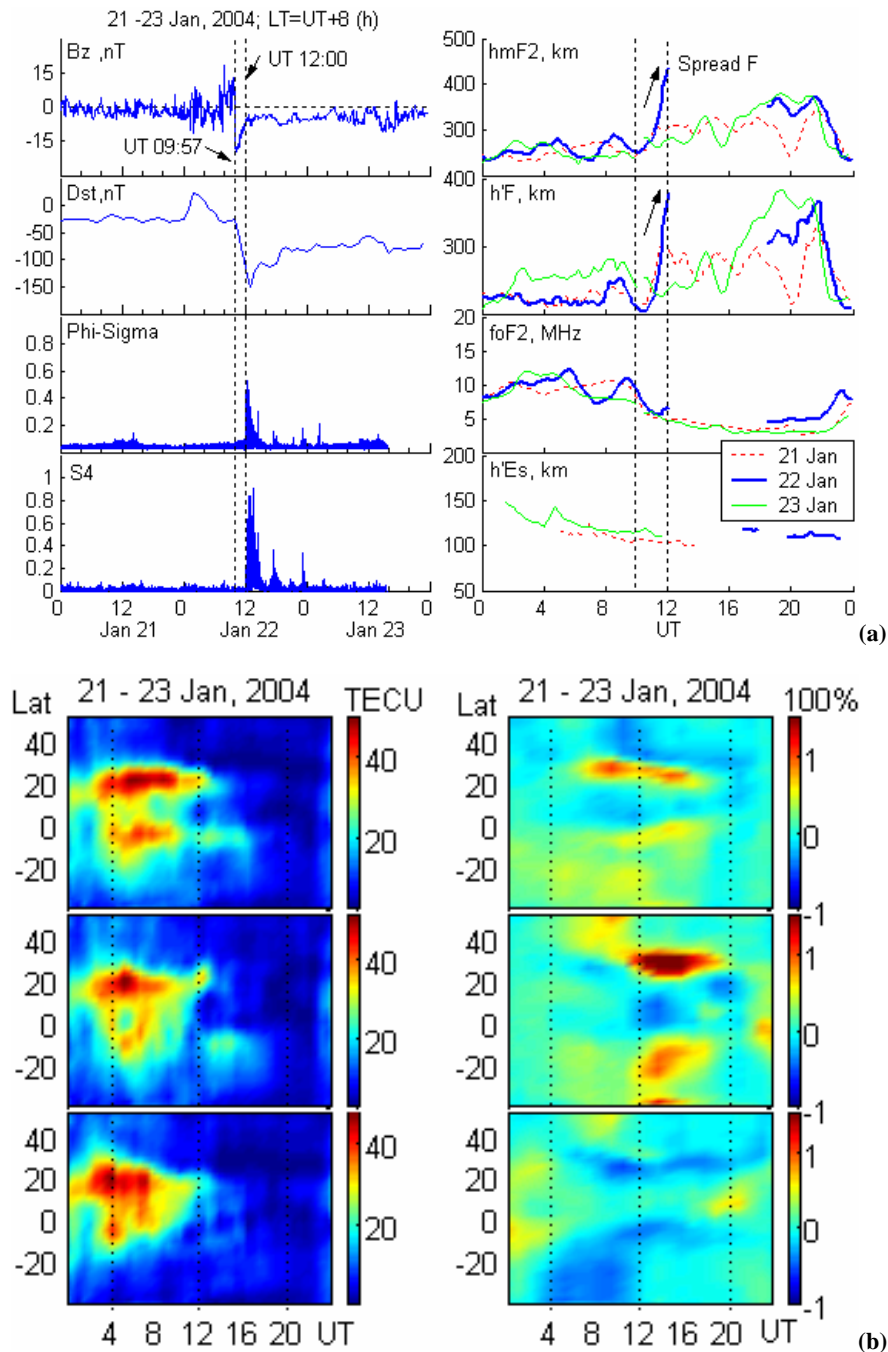 21 -23 Jan, 2004; LT=UT+8 (h)
Bz ,nT
15
0
-15
UT 12:00
UT 09:57
Dst,nT
0
-50
-100
-150
Phi-Sigma
0.8
0.6
0.4
0.2
S4
1
0.8
0.6
0.4
0.2
0
0 12 0 12 0 12 0
Jan 21 Jan 22 Jan 23
500
hmF2, km
400
300
Spread F
400
h'F, km
300
20
foF2, MHz
15
10
5
200
h'Es, km
150
100
50
21 Jan
22 Jan
23 Jan
0 4 8 12 16 20 0
UT
(a)
Lat 21 - 23 Jan, 2004 TECU
40
20
0
-20
40
20
40
20
0
-20
40
20
40
20
0
-20
40
20
4 8 12 16 20 UT
Lat 21 - 23 Jan, 2004 100%
40
20
0
-20
1
0
-1
40
20
0
-20
1
0
-1
40
20
0
-20
1
0
-1
4 8 12 16 20 UT
(b)